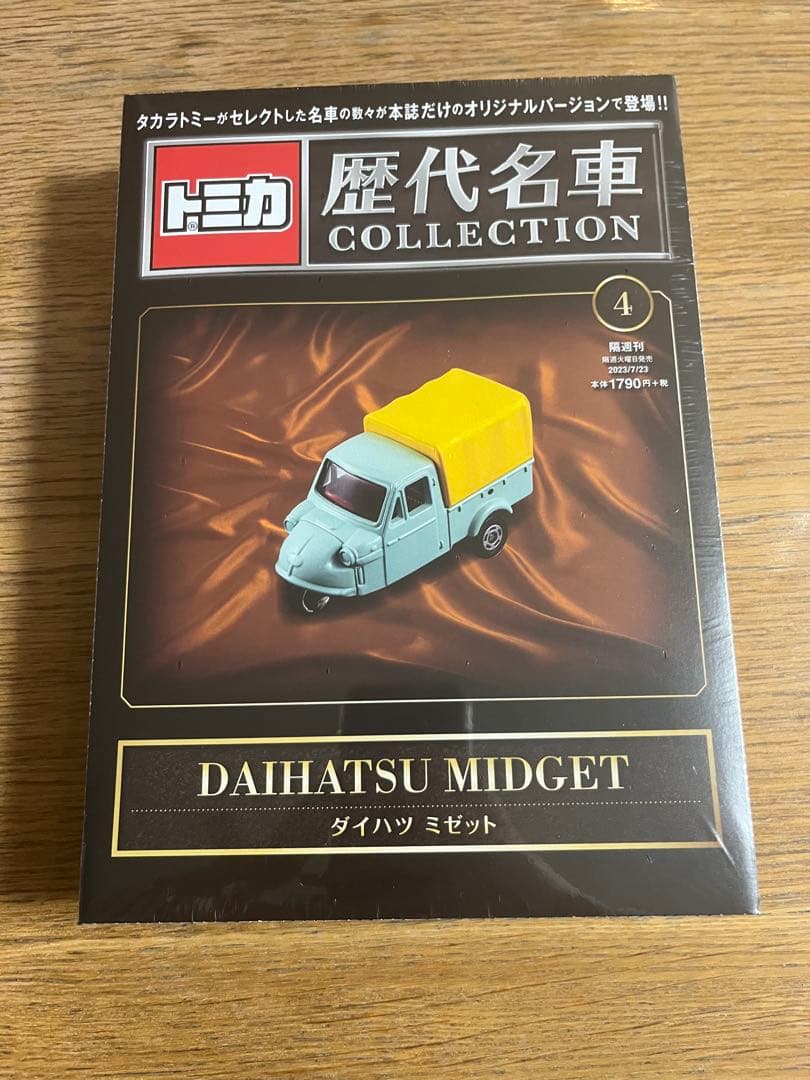 タカラトミーがセレクトした名車の数々が本誌だけのオリジナルバージョンで登場!!
トミカ®
歴代名車
COLLECTION
4
隔週刊
隔週火曜日発売
2023/7/23
本体1790円+税
DAIHATSU MIDGET
ダイハツ ミゼット